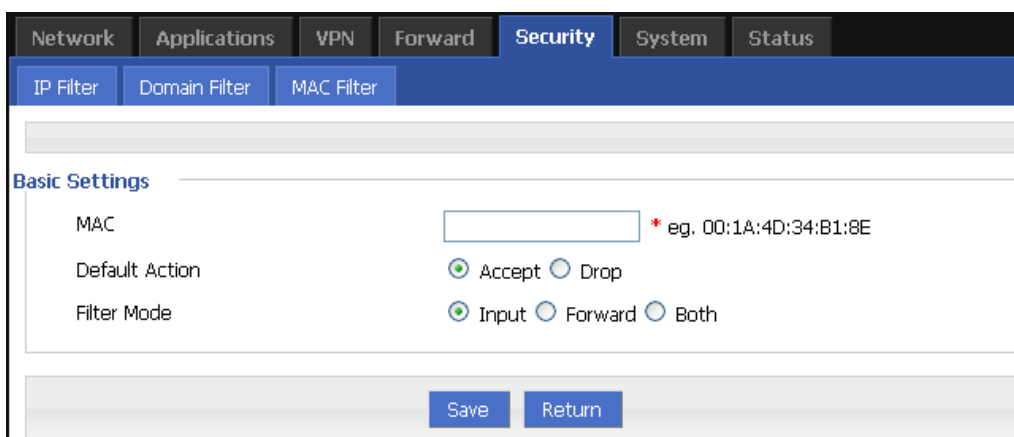 Network Applications VPN Forward Security System Status
IP Filter Domain Filter MAC Filter
Basic Settings
MAC * eg. 00:1A:4D:34:B1:8E
Default Action Accept Drop
Filter Mode Input Forward Both
Save Return